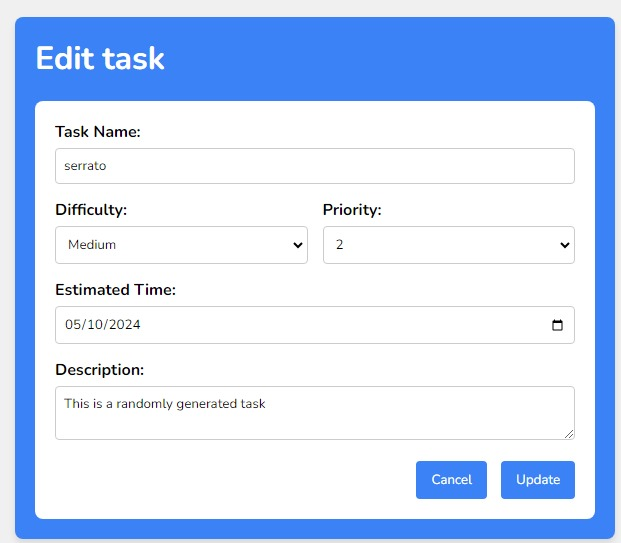 Edit task
Task Name:
serrato
Difficulty: Priority:
Medium 2
Estimated Time:
05/10/2024
Description:
This is a randomly generated task
Cancel Update